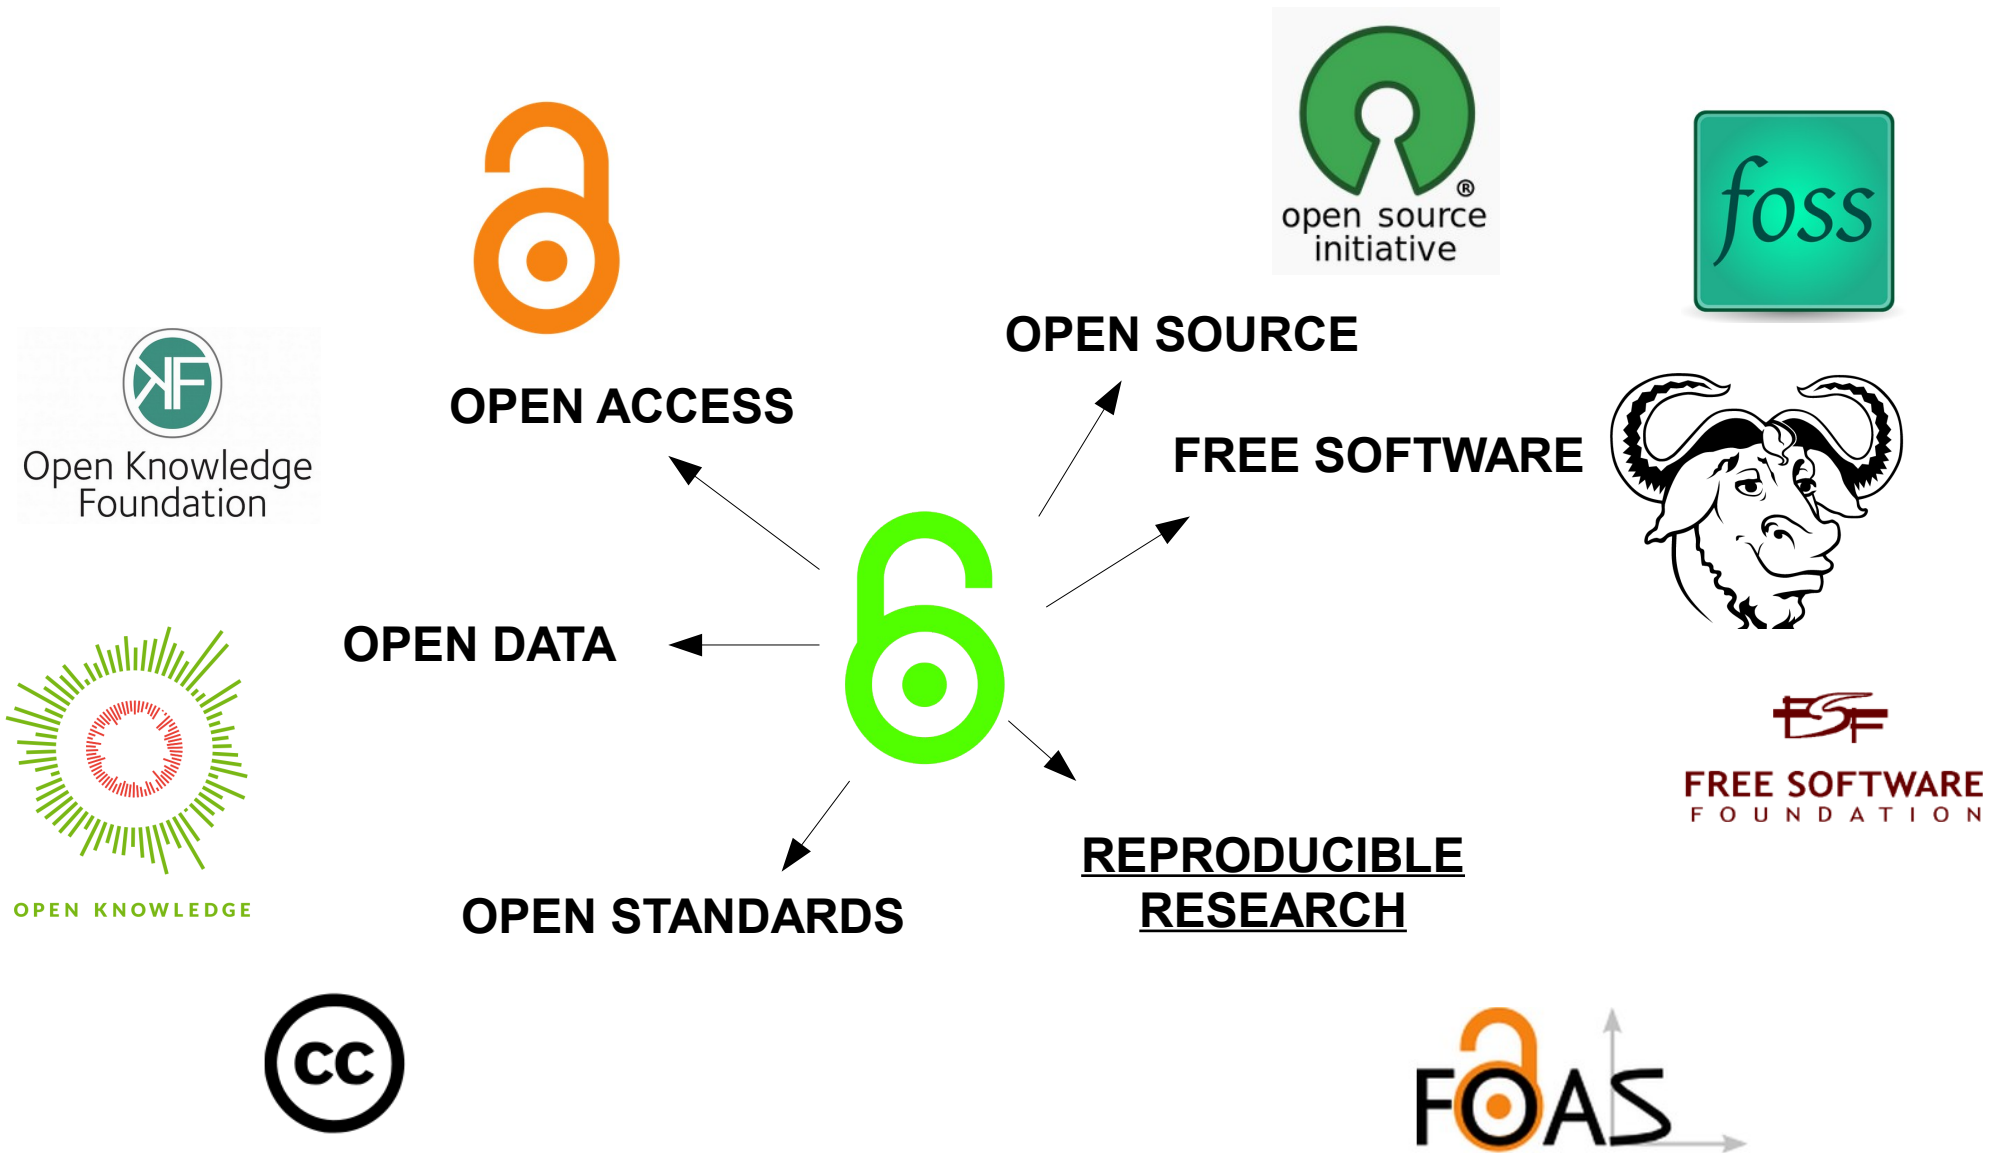 open source
initiative
®
foss
OPEN SOURCE
OPEN ACCESS
KF
Open Knowledge
Foundation
FREE SOFTWARE
OPEN DATA
FSF
FREE SOFTWARE
FOUNDATION
REPRODUCIBLE
RESEARCH
OPEN KNOWLEDGE
OPEN STANDARDS
cc
FOAS